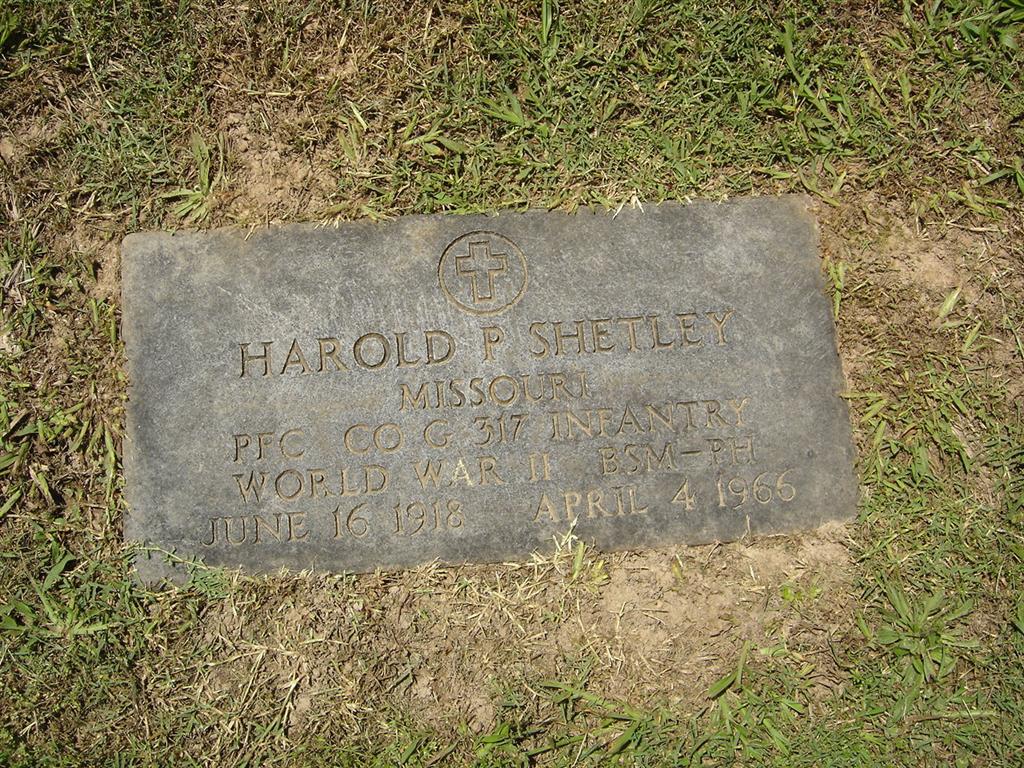 HAROLD P SHETLEY
MISSOURI
PFC CO G 317 INFANTRY
WORLD WAR II BSM-PH
JUNE 16 1918 APRIL 4 1966